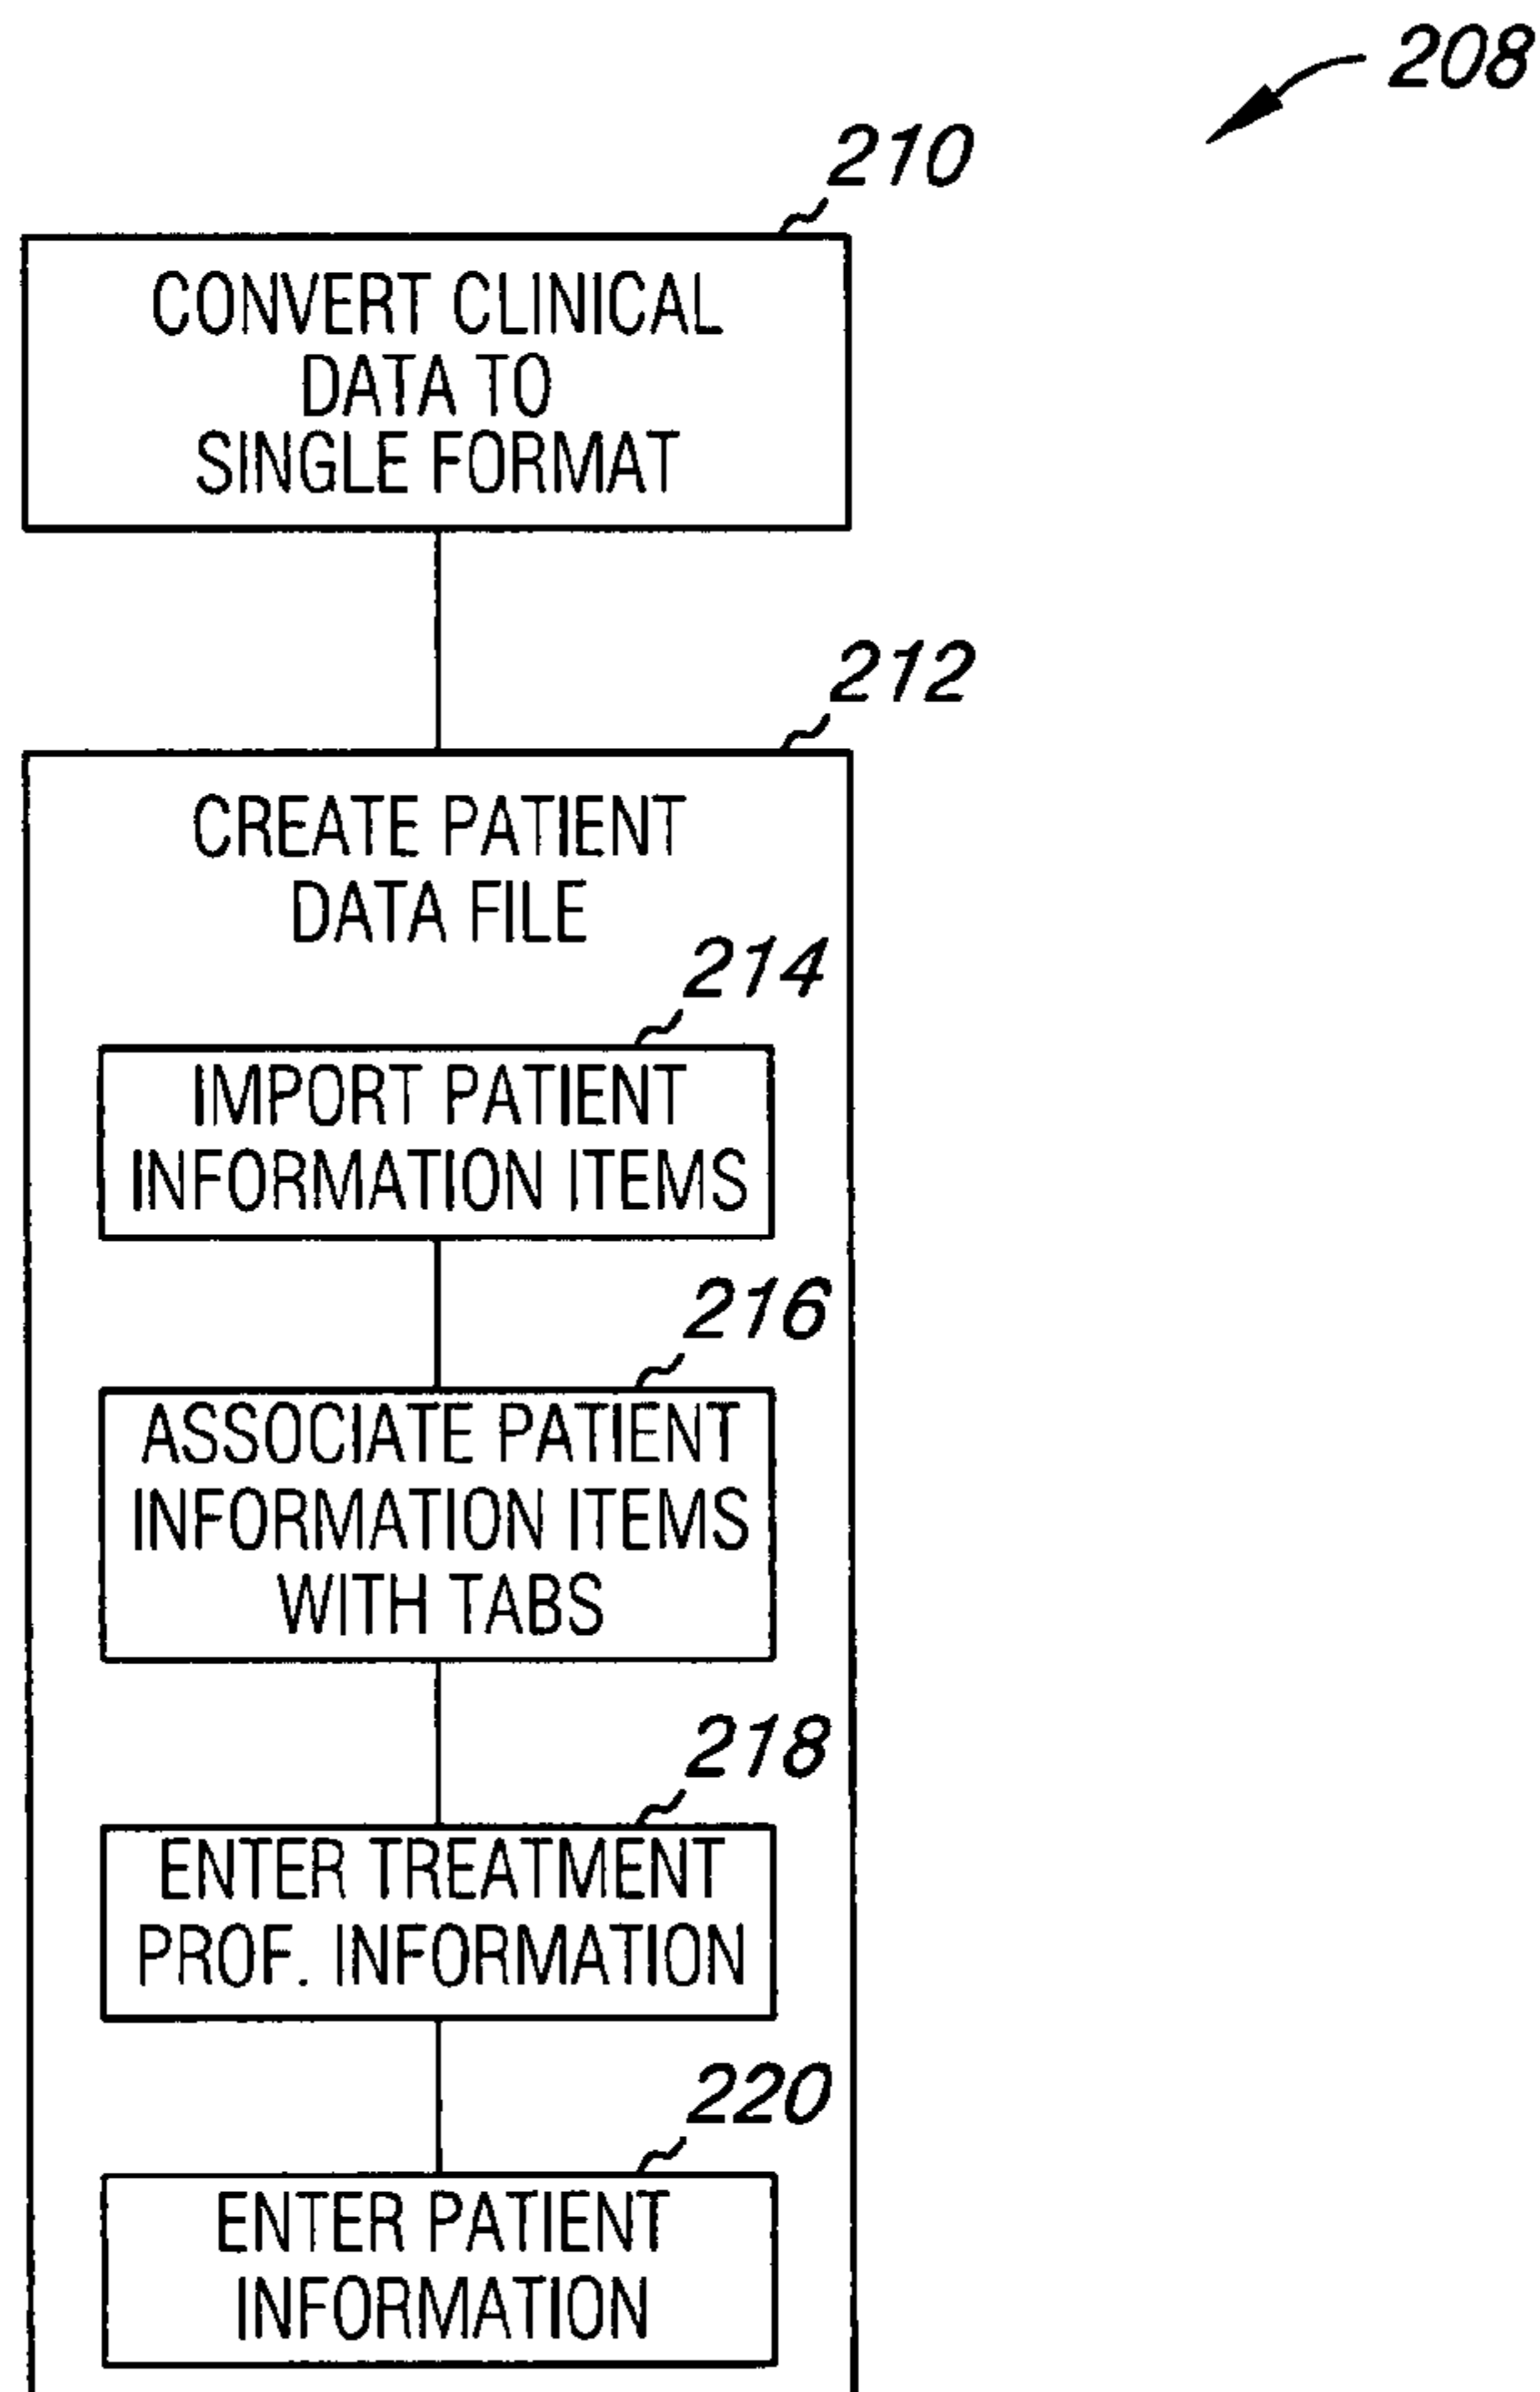 208
210
CONVERT CLINICAL
DATA TO
SINGLE FORMAT
212
CREATE PATIENT
DATA FILE
214
IMPORT PATIENT
INFORMATION ITEMS
216
ASSOCIATE PATIENT
INFORMATION ITEMS
WITH TABS
218
ENTER TREATMENT
PROF. INFORMATION
220
ENTER PATIENT
INFORMATION